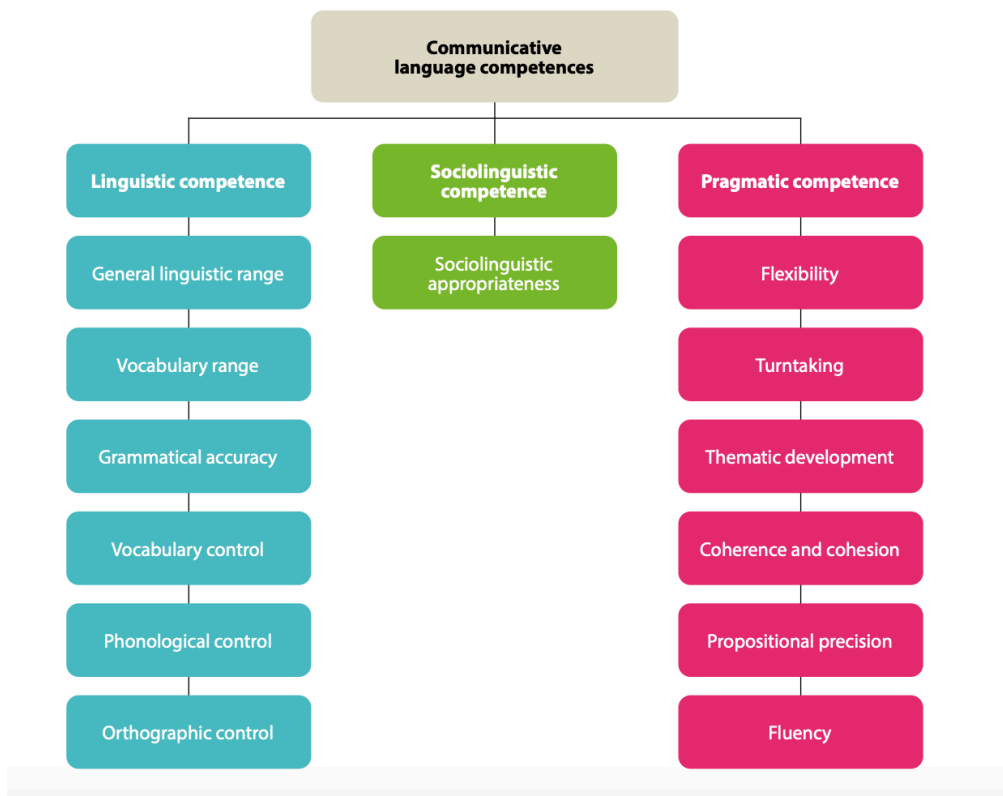 Communicative
language competences
Linguistic competence
General linguistic range
Vocabulary range
Grammatical accuracy
Vocabulary control
Phonological control
Orthographic control
Sociolinguistic
competence
Sociolinguistic
appropriateness
Pragmatic competence
Flexibility
Turntaking
Thematic development
Coherence and cohesion
Propositional precision
Fluency